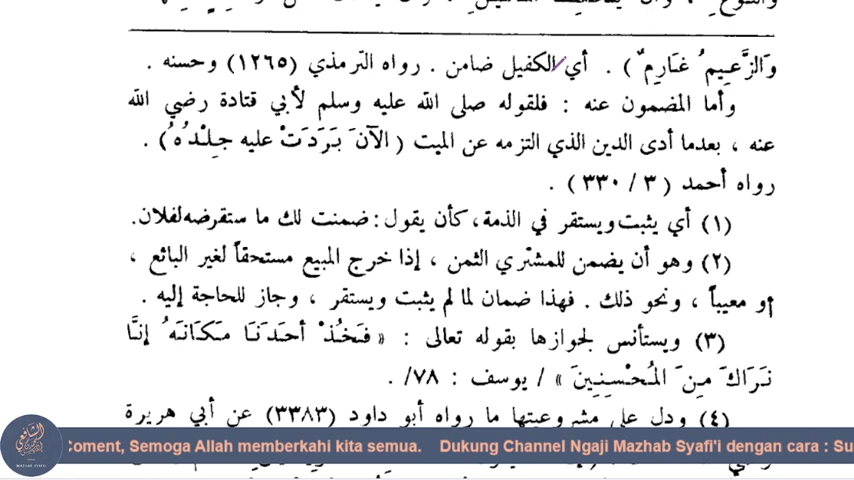 وَالزَّعِيمُ غَارِمٌ ) . أي الكفيل ضامن . رواه الترمذي (١٢٦٥) وحسنه .
وأما المضمون عنه : فلقوله صلى الله عليه وسلم لأبي قتادة رضي الله
عنه ، بعدما أدى الدين الذي التزمه عن الميت ( الآنَ بَرَدَتْ عليه جِلْدُهُ ) .
رواه أحمد ( ٣ / ٣٣٠ ) .
(١) أي يثبت ويستقر في الذمة، كأن يقول : ضمنت لك ما ستقرضه لفلان.
(٢) وهو أن يضمن للمشتري الثمن ، إذا خرج المبيع مستحقاً لغير البائع ،
أو معيباً ، ونحو ذلك . فهذا ضمان لما لم يثبت ويستقر ، وجاز للحاجة إليه .
(٣) ويستأنس لجوازها بقوله تعالى : « فَخُذْ أَحَدَنَا مَكَانَهُ إِنَّا
نَرَاكَ مِنَ المُحْسِنِينَ » / يوسف : ٧٨/.
(٤) ودل على مشروعيتها ما رواه أبو داود (٣٣٨٣) عن أبي هريرة
الشافعي
MAZHAB SYAFI'I
Coment, Semoga Allah memberkahi kita semua. Dukung Channel Ngaji Mazhab Syafi'i dengan cara : Su